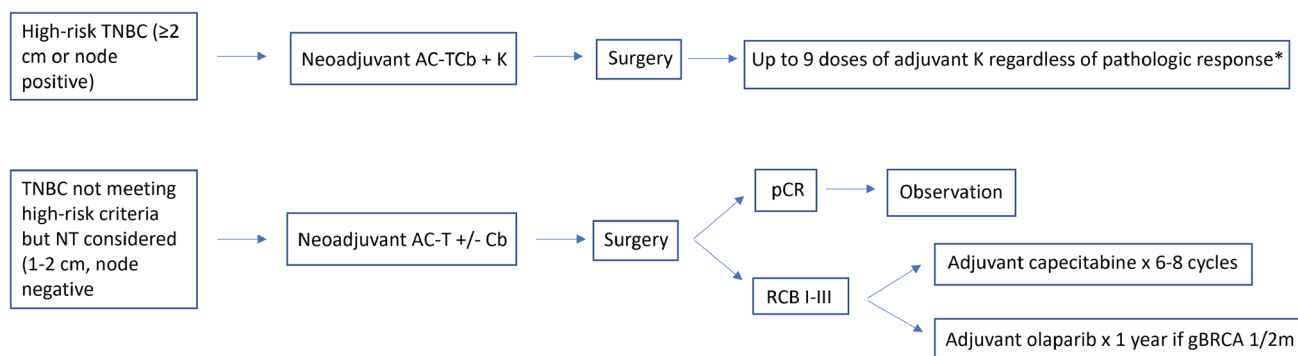 High-risk TNBC (≥2
cm or node
positive)
Neoadjuvant AC-TCb + K
Surgery
Up to 9 doses of adjuvant K regardless of pathologic response*
TNBC not meeting
high-risk criteria
but NT considered
(1-2 cm, node
negative
Neoadjuvant AC-T +/- Cb
Surgery
pCR
Observation
RCB I-III
Adjuvant capecitabine x 6-8 cycles
Adjuvant olaparib x 1 year if gBRCA 1/2m